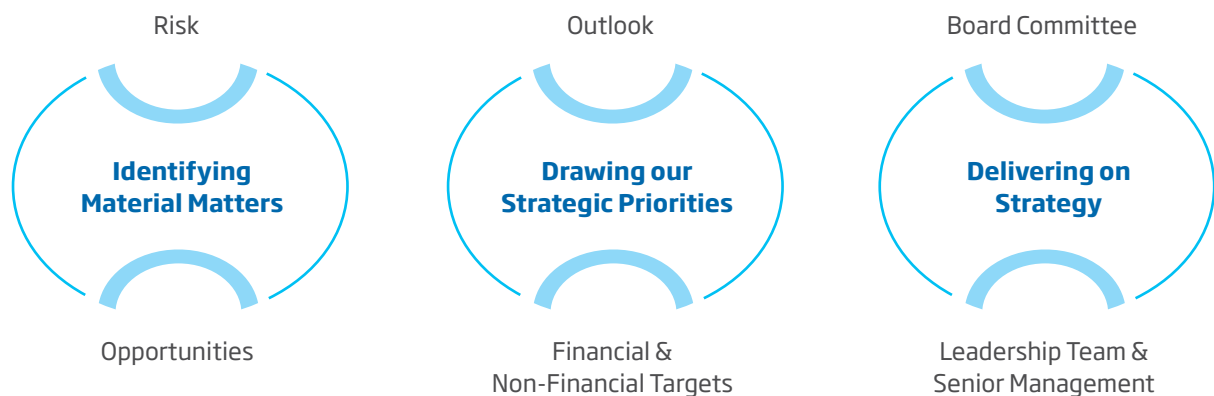 Risk
Identifying
Material Matters
Opportunities
Outlook
Drawing our
Strategic Priorities
Financial &
Non-Financial Targets
Board Committee
Delivering on
Strategy
Leadership Team &
Senior Management